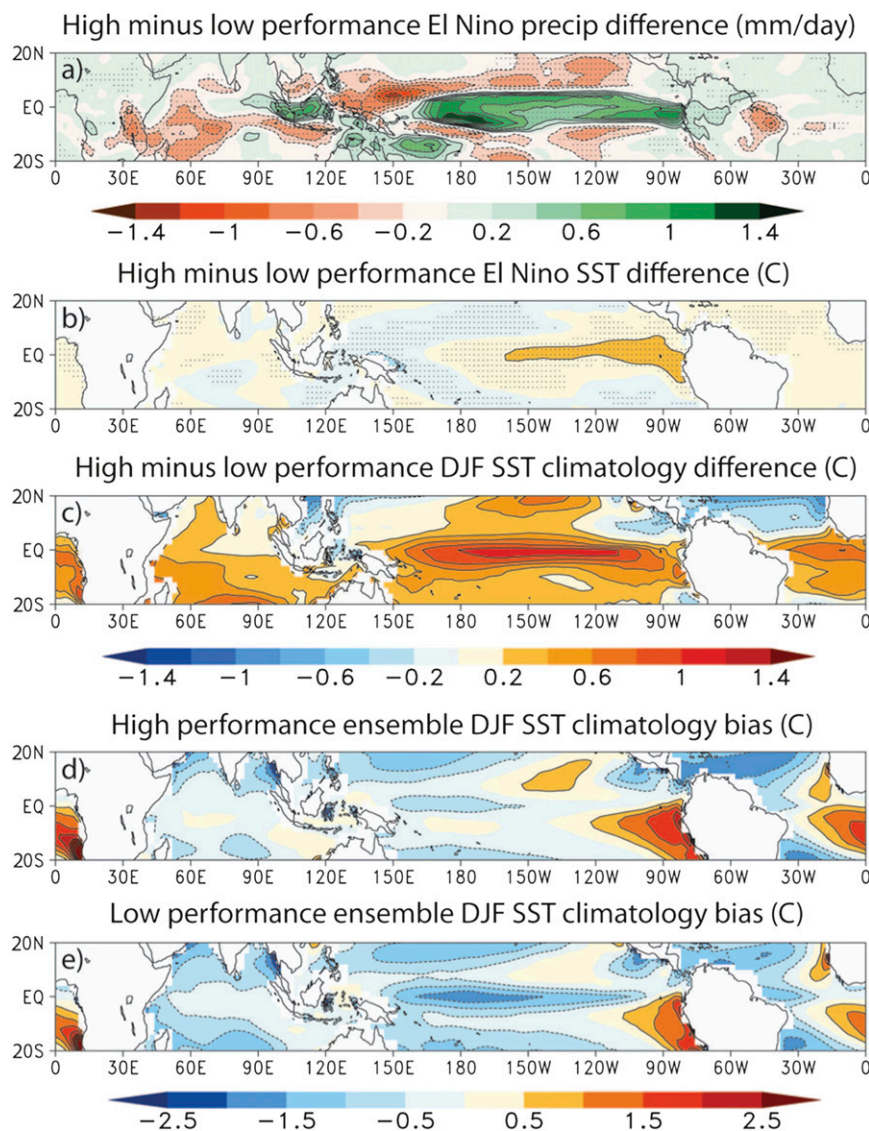 High minus low performance El Nino precip difference (mm/day)
20N
a)
EQ
20S
0 30E 60E 90E 120E 150E 180 150W 120W 90W 60W 30W 0
−1.4 −1 −0.6 −0.2 0.2 0.6 1 1.4
High minus low performance El Nino SST difference (C)
20N
b)
EQ
20S
0 30E 60E 90E 120E 150E 180 150W 120W 90W 60W 30W 0
High minus low performance DJF SST climatology difference (C)
20N
c)
EQ
20S
0 30E 60E 90E 120E 150E 180 150W 120W 90W 60W 30W 0
−1.4 −1 −0.6 −0.2 0.2 0.6 1 1.4
High performance ensemble DJF SST climatology bias (C)
20N
d)
EQ
20S
0 30E 60E 90E 120E 150E 180 150W 120W 90W 60W 30W 0
Low performance ensemble DJF SST climatology bias (C)
20N
e)
EQ
20S
0 30E 60E 90E 120E 150E 180 150W 120W 90W 60W 30W 0
−2.5 −1.5 −0.5 0.5 1.5 2.5